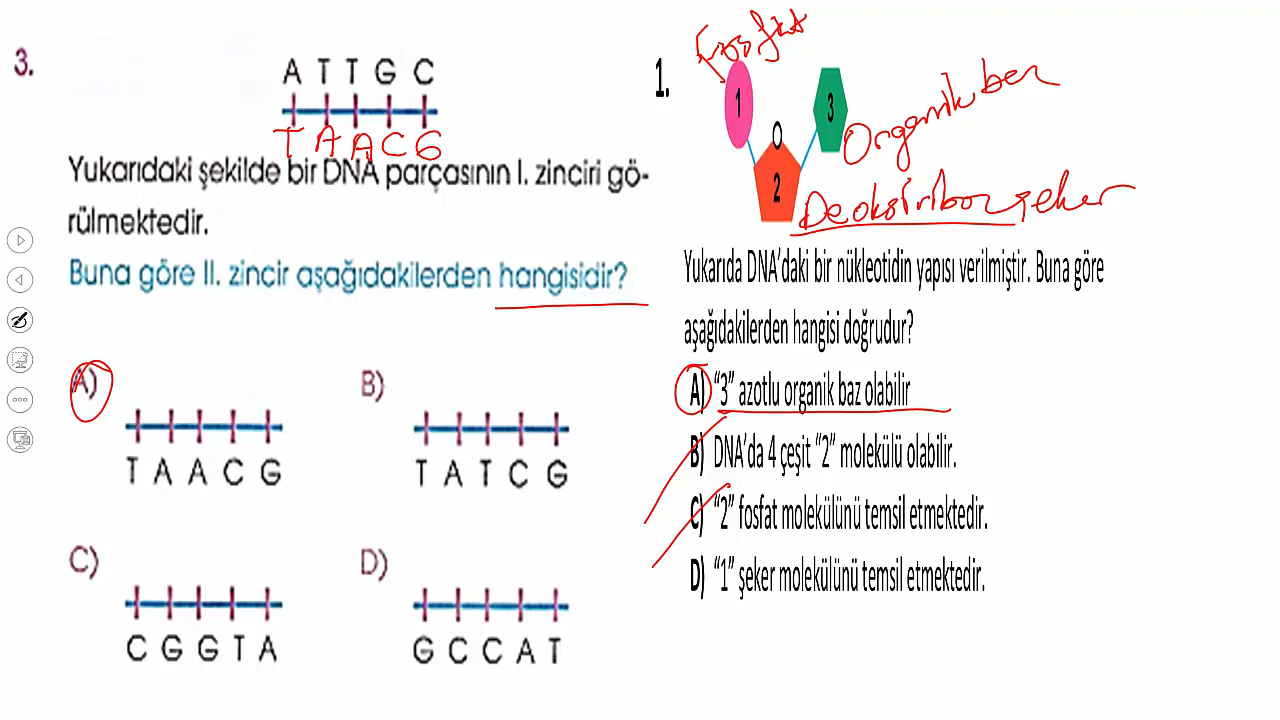 3.
A T T G C
T A A C G
Yukarıdaki şekilde bir DNA parçasının I. zinciri gö-
rülmektedir.
Buna göre II. zincir aşağıdakilerden hangisidir?
A)
T A A C G
B)
T A T C G
C)
C G G T A
D)
G C C A T
1.
Fosfat
1
3
O
2
Organik baz
Deoksiriboz şeker
Yukarıda DNA’daki bir nükleotidin yapısı verilmiştir. Buna göre
aşağıdakilerden hangisi doğrudur?
A) “3” azotlu organik baz olabilir
B) DNA’da 4 çeşit “2” molekülü olabilir.
C) “2” fosfat molekülünü temsil etmektedir.
D) “1” şeker molekülünü temsil etmektedir.